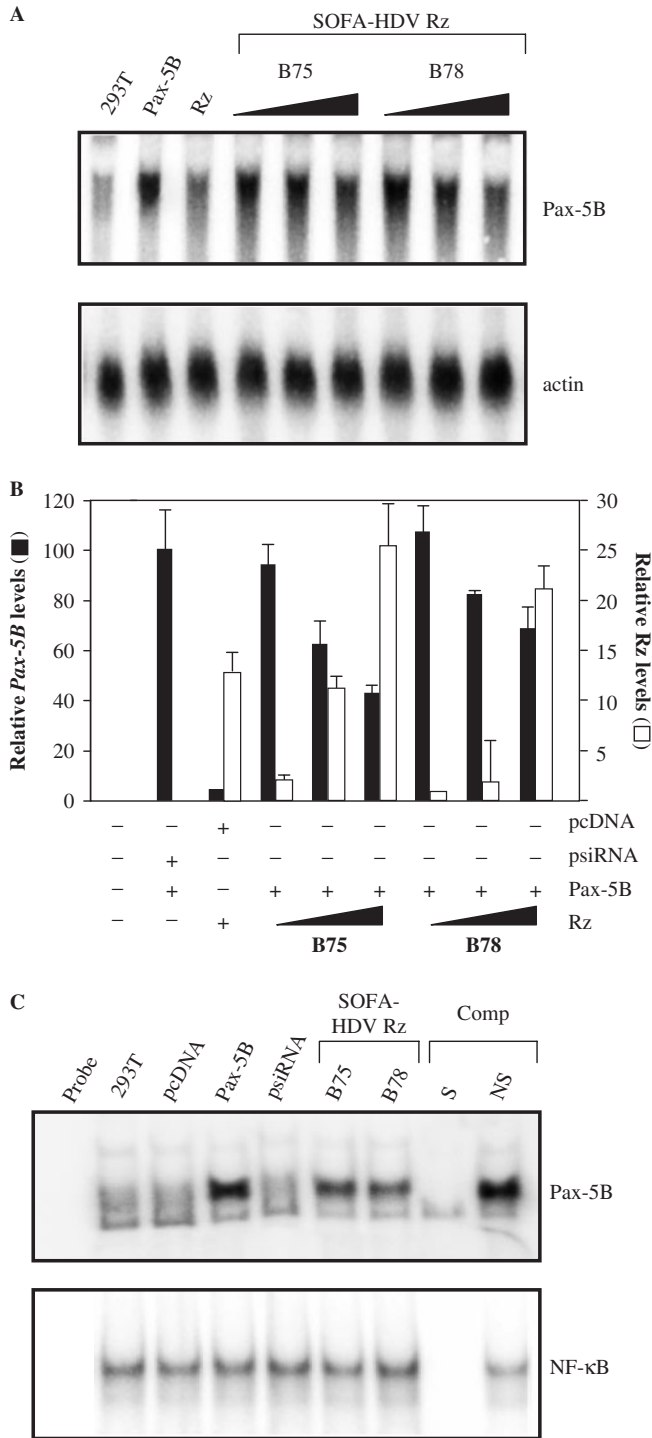 A
SOFA-HDV Rz
293T Pax-5B Rz B75 B78
Pax-5B
actin
B
Relative Pax-5B levels (■)
120
100
80
60
40
20
0
30
25
20
15
10
5
Relative Rz levels (□)
– – + – – – – – – pcDNA
– + – – – – – – – psiRNA
– + – + + + + + + Pax-5B
– – + Rz
B75 B78
C
SOFA-
HDV Rz
Comp
Probe 293T pcDNA Pax-5B psiRNA B75 B78 S NS
Pax-5B
NF-κB